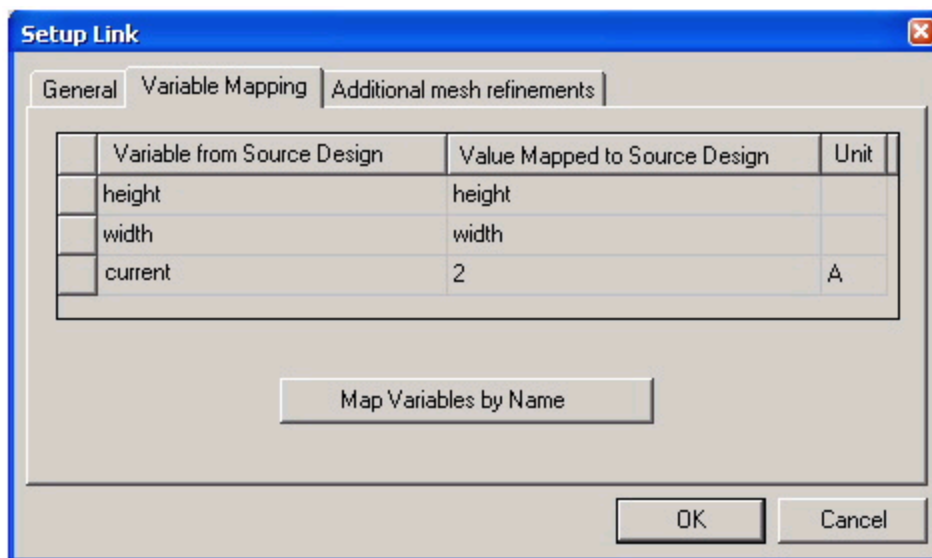 Setup Link
General Variable Mapping Additional mesh refinements
Variable from Source Design Value Mapped to Source Design Unit
height height
width width
current 2 A
Map Variables by Name
OK Cancel